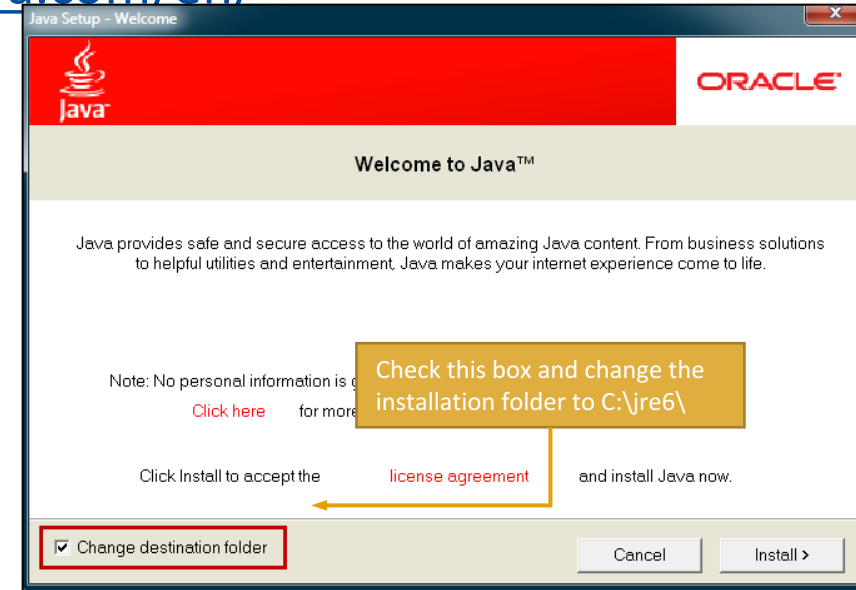 Java Setup - Welcome
Java
ORACLE
Welcome to Java™
Java provides safe and secure access to the world of amazing Java content. From business solutions
to helpful utilities and entertainment, Java makes your internet experience come to life.
Note: No personal information is
Check this box and change the
installation folder to C:\jre6\
Click here for more
Click Install to accept the license agreement and install Java now.
Change destination folder
Cancel
Install >